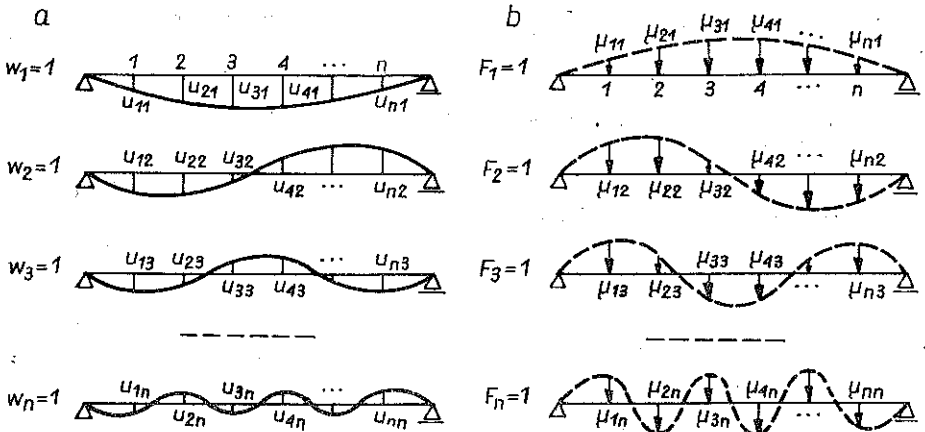 a
w₁=1
1 2 3 4 ... n
u₁₁ u₂₁ u₃₁ u₄₁ uₙ₁
w₂=1
u₁₂ u₂₂ u₃₂
u₄₂ ... uₙ₂
w₃=1
u₁₃ u₂₃ ... uₙ₃
u₃₃ u₄₃
wₙ=1
u₁ₙ u₃ₙ ...
u₂ₙ u₄ₙ uₙₙ
b
F₁=1
μ₁₁ μ₂₁ μ₃₁ μ₄₁ ... μₙ₁
1 2 3 4 ... n
F₂=1
μ₄₂ ... μₙ₂
μ₁₂ μ₂₂ μ₃₂
F₃=1
μ₃₃ μ₄₃
μ₁₃ μ₂₃ ... μₙ₃
Fₙ=1
μ₂ₙ μ₄ₙ μₙₙ
μ₁ₙ μ₃ₙ ...